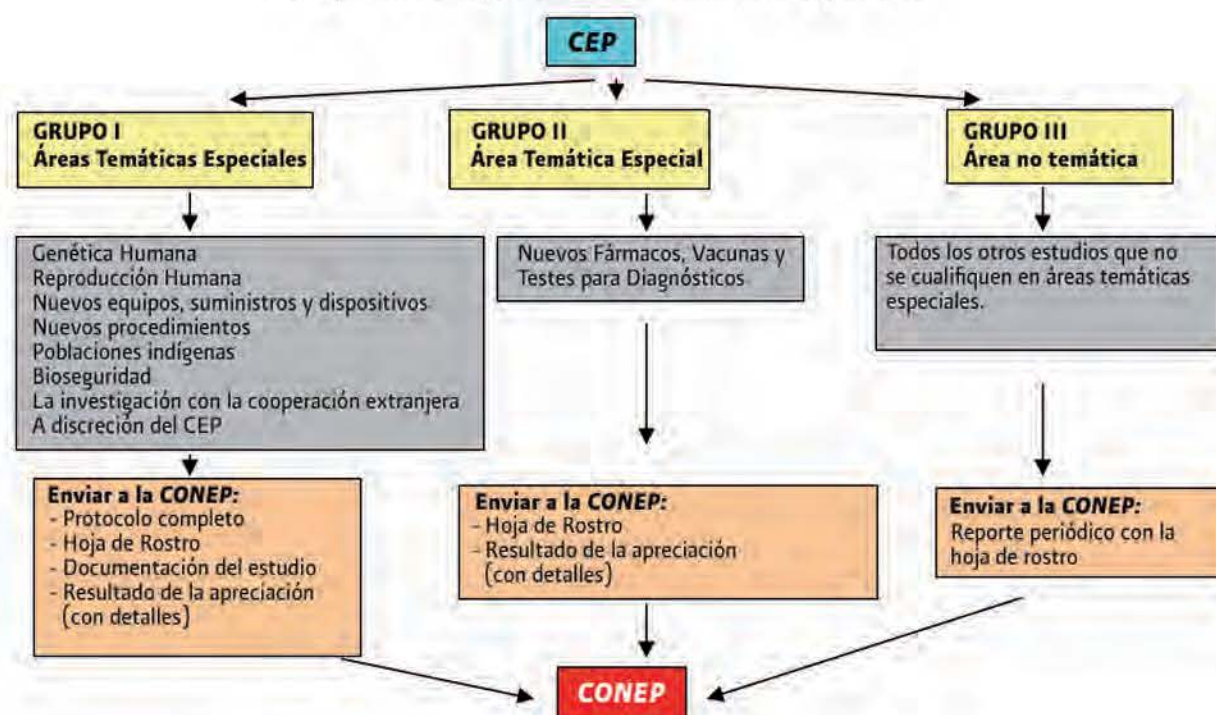 CEP
GRUPO I
Áreas Temáticas Especiales
GRUPO II
Área Temática Especial
GRUPO III
Área no temática
Genética Humana
Reproducción Humana
Nuevos equipos, suministros y dispositivos
Nuevos procedimientos
Poblaciones indígenas
Bioseguridad
La investigación con la cooperación extranjera
A discreción del CEP
Nuevos Fármacos, Vacunas y
Testes para Diagnósticos
Todos los otros estudios que no
se cualifiquen en áreas temáticas
especiales.
Enviar a la CONEP:
- Protocolo completo
- Hoja de Rostro
- Documentación del estudio
- Resultado de la apreciación
(con detalles)
Enviar a la CONEP:
- Hoja de Rostro
- Resultado de la apreciación
(con detalles)
Enviar a la CONEP:
Reporte periódico con la
hoja de rostro
CONEP